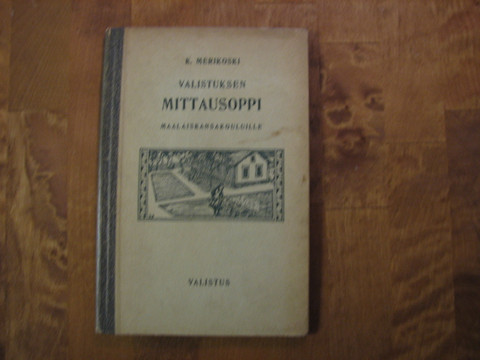 K. MERIKOSKI
VALISTUKSEN
MITTAUSOPPI
MAALAISKANSAKOULUILLE
VALISTUS